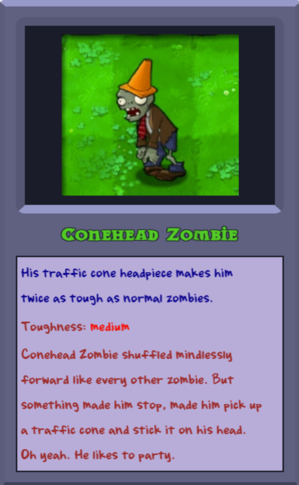 Conehead Zombie
His traffic cone headpiece makes him
twice as tough as normal zombies.
Toughness: medium
Conehead Zombie shuffled mindlessly
forward like every other zombie. But
something made him stop, made him pick up
a traffic cone and stick it on his head.
Oh yeah. He likes to party.